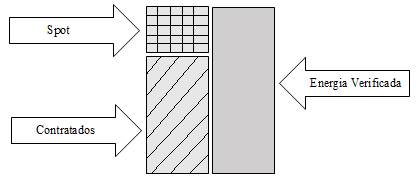 Spot
Energia Verificada
Contratados